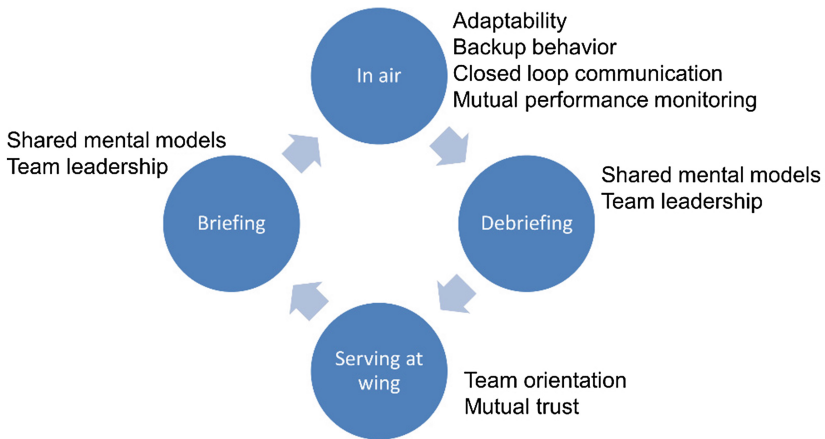 In air
Adaptability
Backup behavior
Closed loop communication
Mutual performance monitoring
Shared mental models
Team leadership
Briefing
Debriefing
Shared mental models
Team leadership
Serving at
wing
Team orientation
Mutual trust